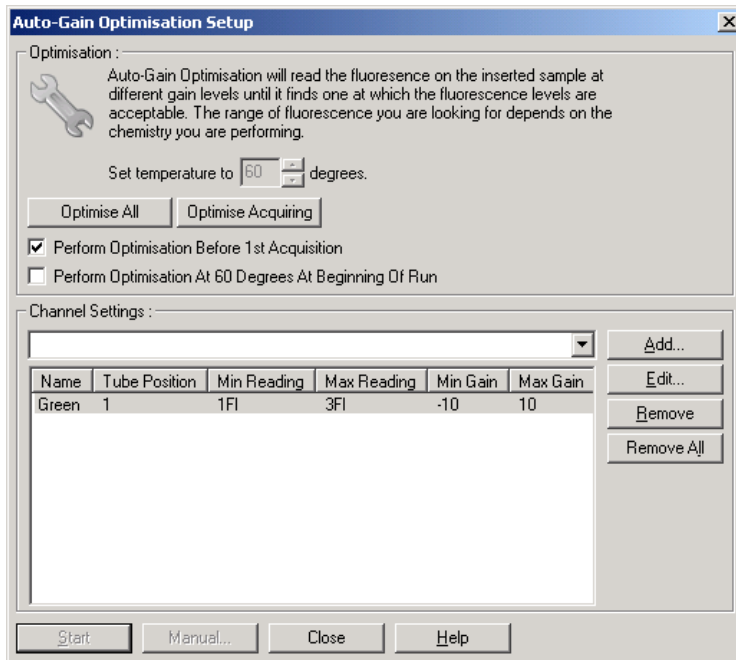 Auto-Gain Optimisation Setup
Optimisation :
Auto-Gain Optimisation will read the fluoresence on the inserted sample at
different gain levels until it finds one at which the fluorescence levels are
acceptable. The range of fluorescence you are looking for depends on the
chemistry you are performing.
Set temperature to 60 degrees.
Optimise All Optimise Acquiring
Perform Optimisation Before 1st Acquisition
Perform Optimisation At 60 Degrees At Beginning Of Run
Channel Settings :
Add...
Name Tube Position Min Reading Max Reading Min Gain Max Gain Edit...
Green 1 1Fl 3Fl -10 10
Remove
Remove All
Start Manual... Close Help